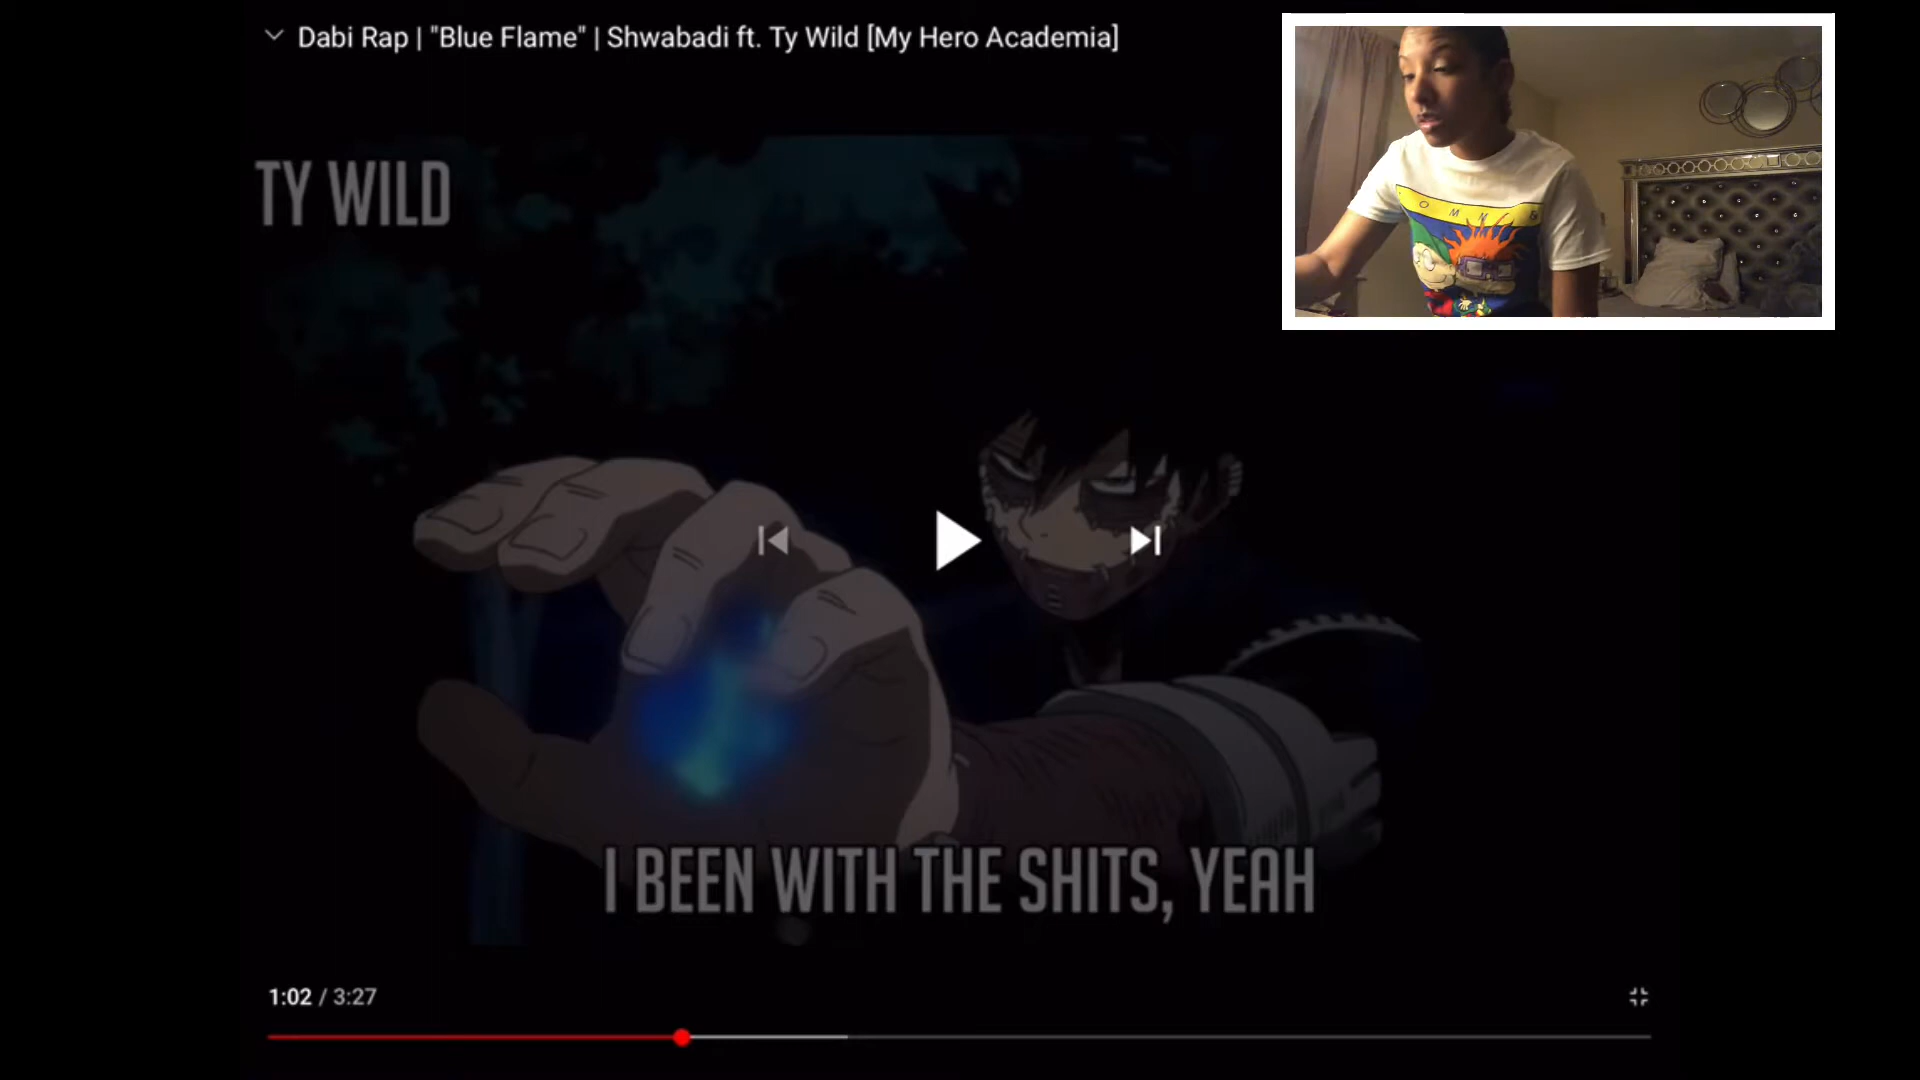 Dabi Rap | "Blue Flame" | Shwabadi ft. Ty Wild [My Hero Academia]
TY WILD
I BEEN WITH THE SHITS, YEAH
1:02 / 3:27